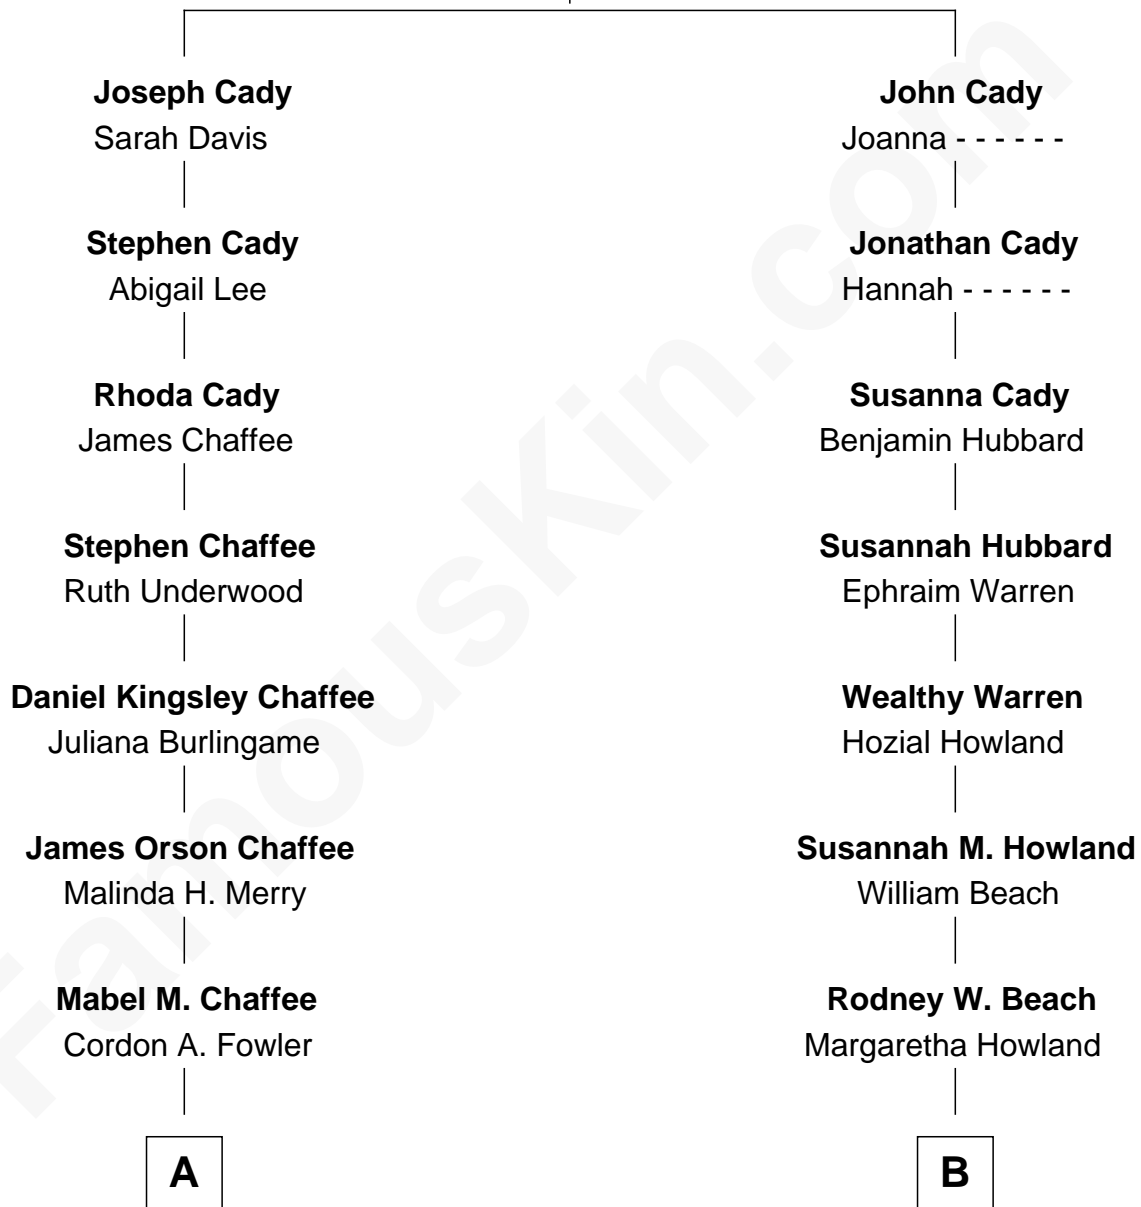 Joseph Cady
Sarah Davis
Stephen Cady
Abigail Lee
Rhoda Cady
James Chaffee
Stephen Chaffee
Ruth Underwood
Daniel Kingsley Chaffee
Juliana Burlingame
James Orson Chaffee
Malinda H. Merry
Mabel M. Chaffee
Cordon A. Fowler
A
John Cady
Joanna - - - - - -
Jonathan Cady
Hannah - - - - - -
Susanna Cady
Benjamin Hubbard
Susannah Hubbard
Ephraim Warren
Wealthy Warren
Hozial Howland
Susannah M. Howland
William Beach
Rodney W. Beach
Margaretha Howland
B
FamousKin.com